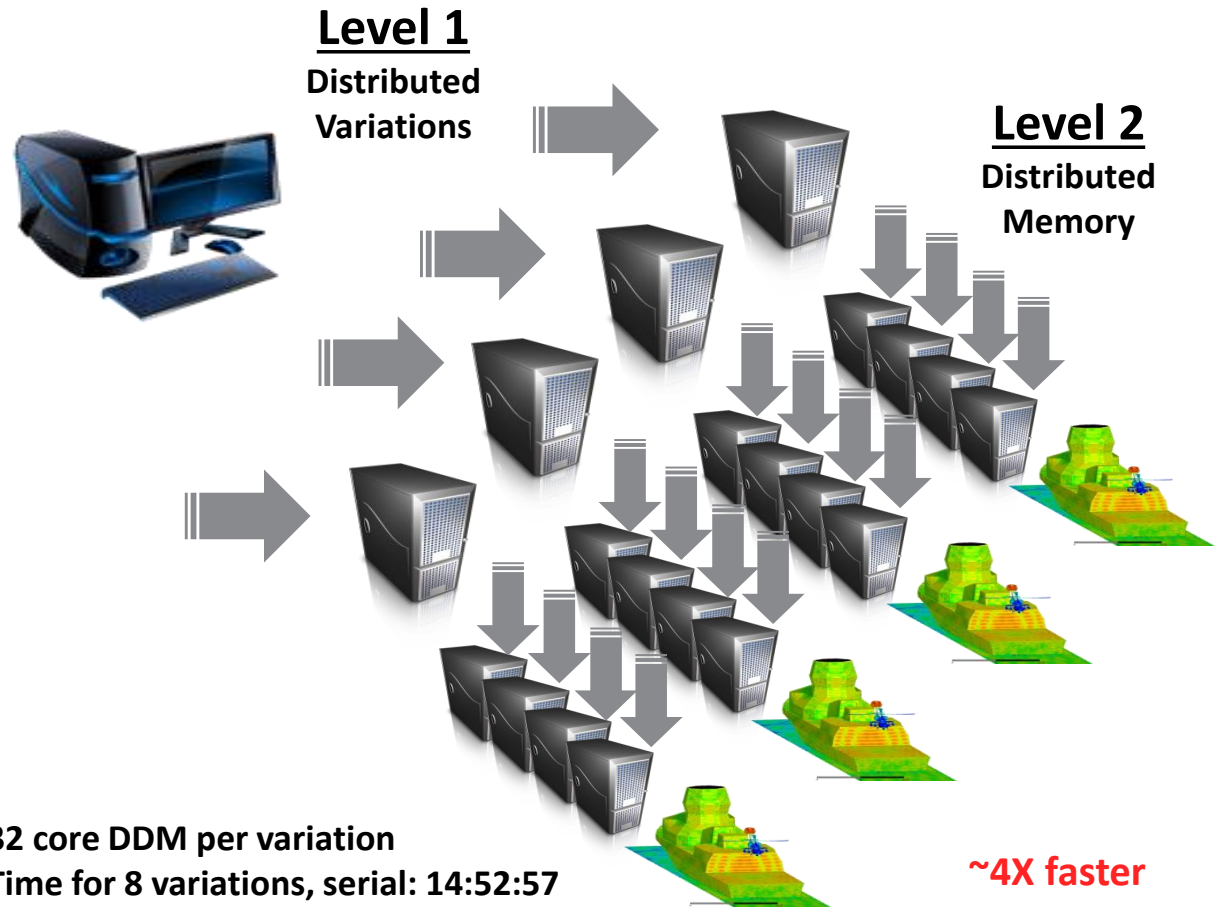 Level 1
Distributed
Variations
Level 2
Distributed
Memory
32 core DDM per variation
Time for 8 variations, serial: 14:52:57
~4X faster